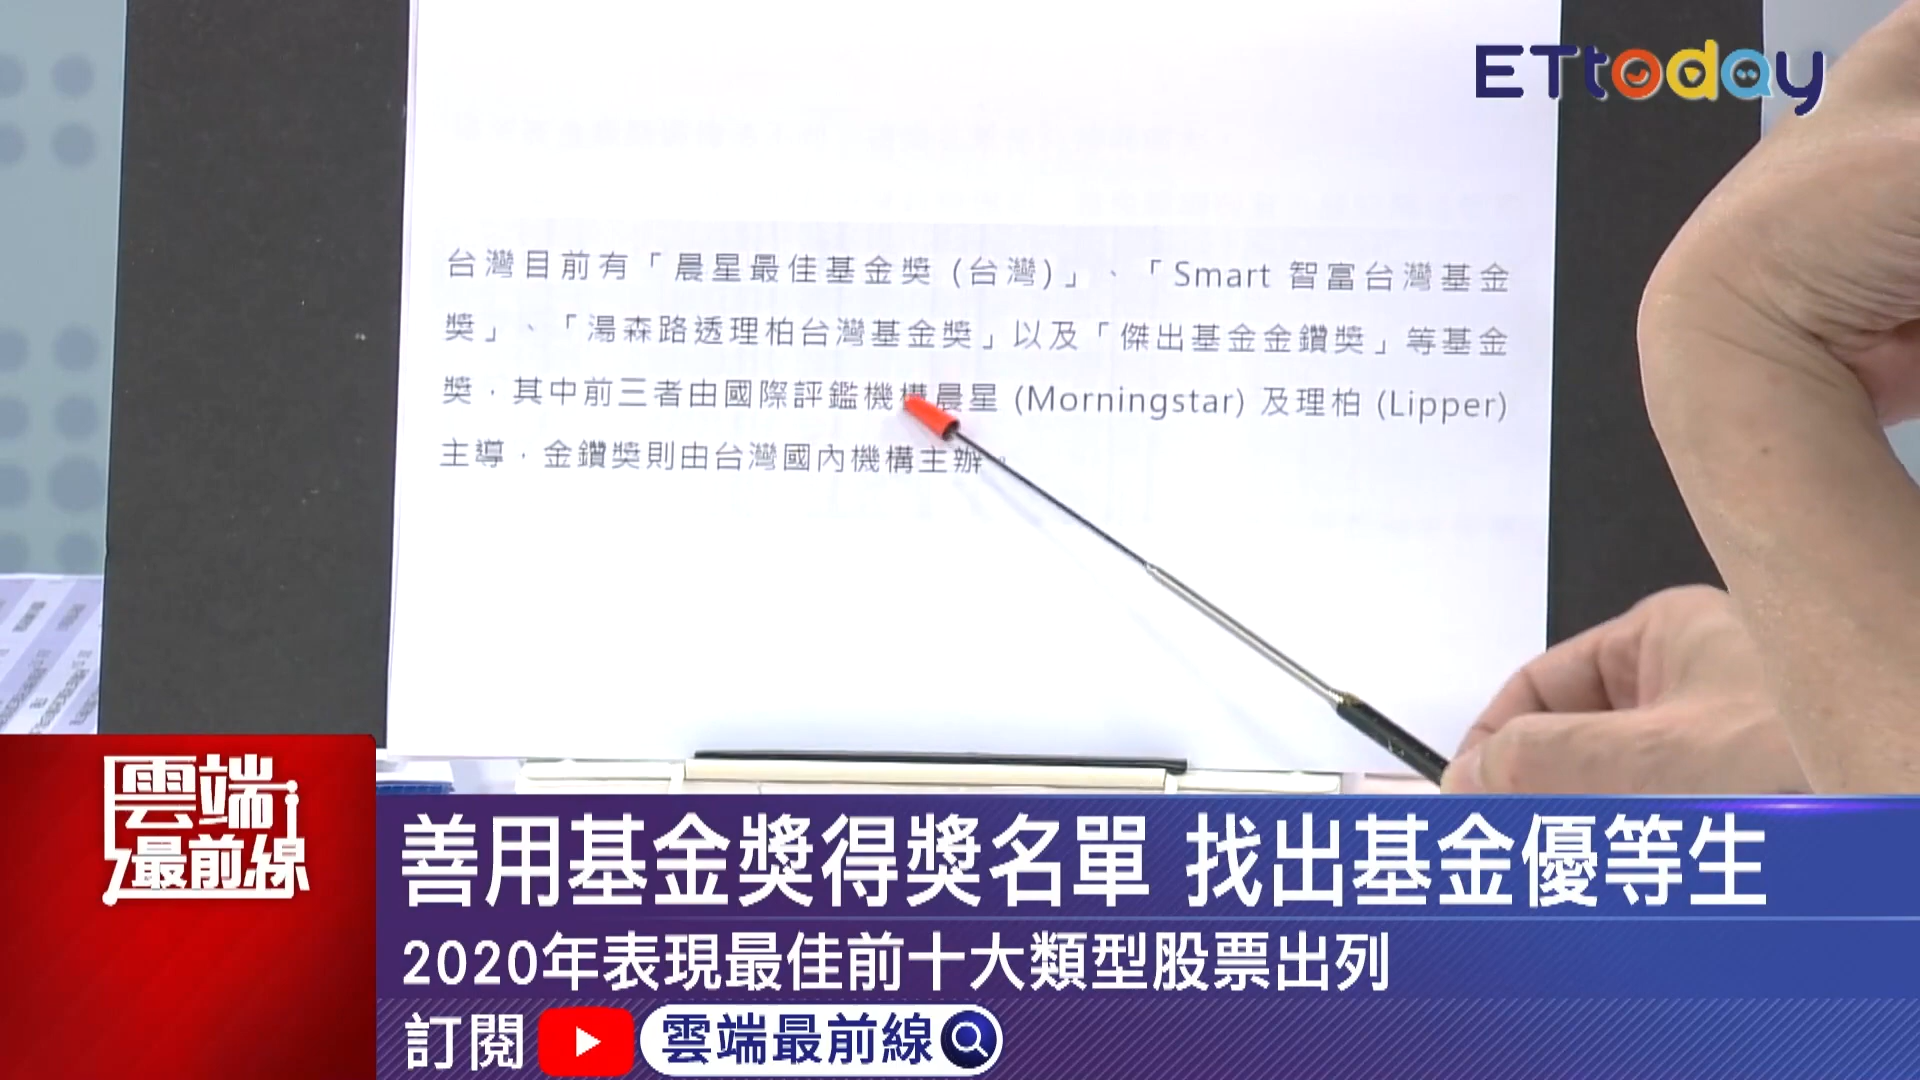 ETtoday
台灣目前有「晨星最佳基金獎 (台灣)」、「Smart 智富台灣基金
獎」、「湯森路透理柏台灣基金獎」以及「傑出基金金鑽獎」等基金
獎，其中前三者由國際評鑑機構晨星 (Morningstar) 及理柏 (Lipper)
主導，金鑽獎則由台灣國內機構主辦。
雲端最前線
善用基金獎得獎名單 找出基金優等生
2020年表現最佳前十大類型股票出列
訂閱 雲端最前線